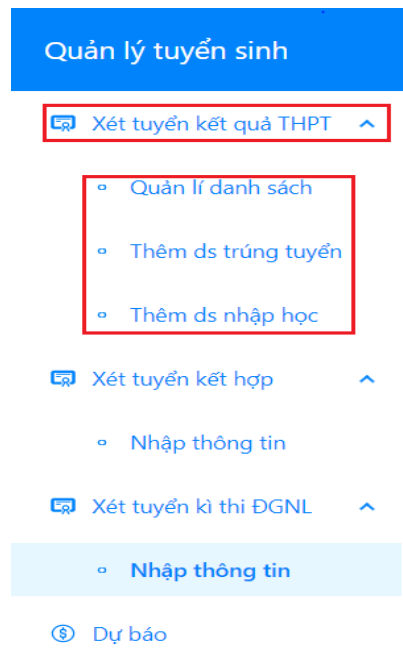 Quản lý tuyển sinh
Xét tuyển kết quả THPT
Quản lí danh sách
Thêm ds trúng tuyển
Thêm ds nhập học
Xét tuyển kết hợp
Nhập thông tin
Xét tuyển kì thi ĐGNL
Nhập thông tin
Dự báo